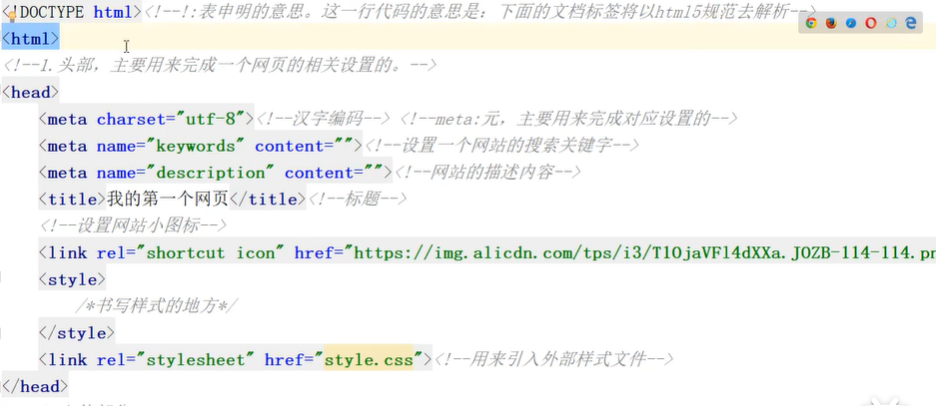 <!DOCTYPE html><!--!:表申明的意思。这一行代码的意思是：下面的文档标签将以html5规范去解析-->
<html>
<!--1.头部，主要用来完成一个网页的相关设置的。-->
<head>
<meta charset="utf-8"><!--汉字编码--> <!--meta:元，主要用来完成对应设置的-->
<meta name="keywords" content=""><!--设置一个网站的搜索关键字-->
<meta name="description" content=""><!--网站的描述内容-->
<title>我的第一个网页</title><!--标题-->
<!--设置网站小图标-->
<link rel="shortcut icon" href="https://img.alicdn.com/tps/i3/T1OjaVFl4dXXa.JOZB-114-114.pn
<style>
/*书写样式的地方*/
</style>
<link rel="stylesheet" href="style.css"><!--用来引入外部样式文件-->
</head>